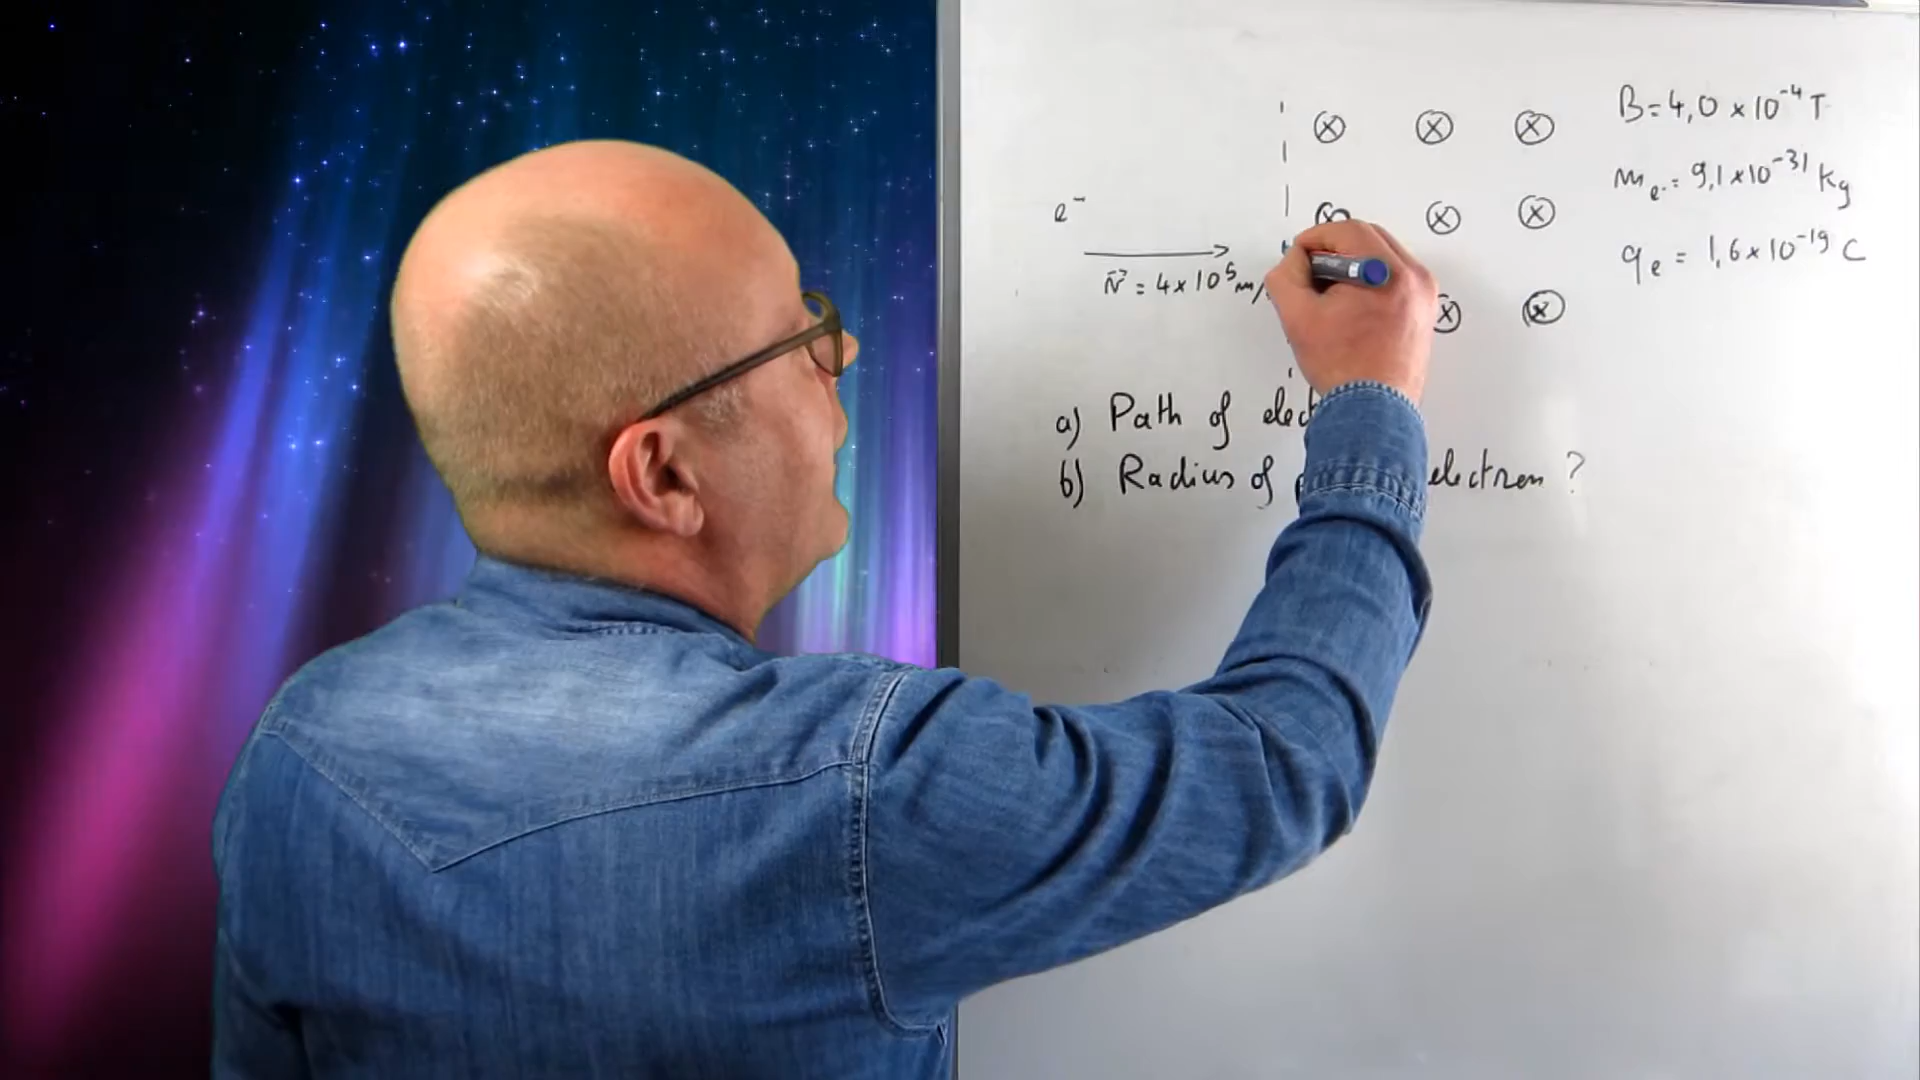 ⓧ ⓧ ⓧ
B = 4,0 × 10⁻⁴ T
ⓧ ⓧ ⓧ
mₑ₋ = 9,1 × 10⁻³¹ kg
e⁻
qₑ = 1,6 × 10⁻¹⁹ C
v⃗ = 4 × 10⁵ m/
ⓧ ⓧ
a) Path of
b) Radius of electron ?